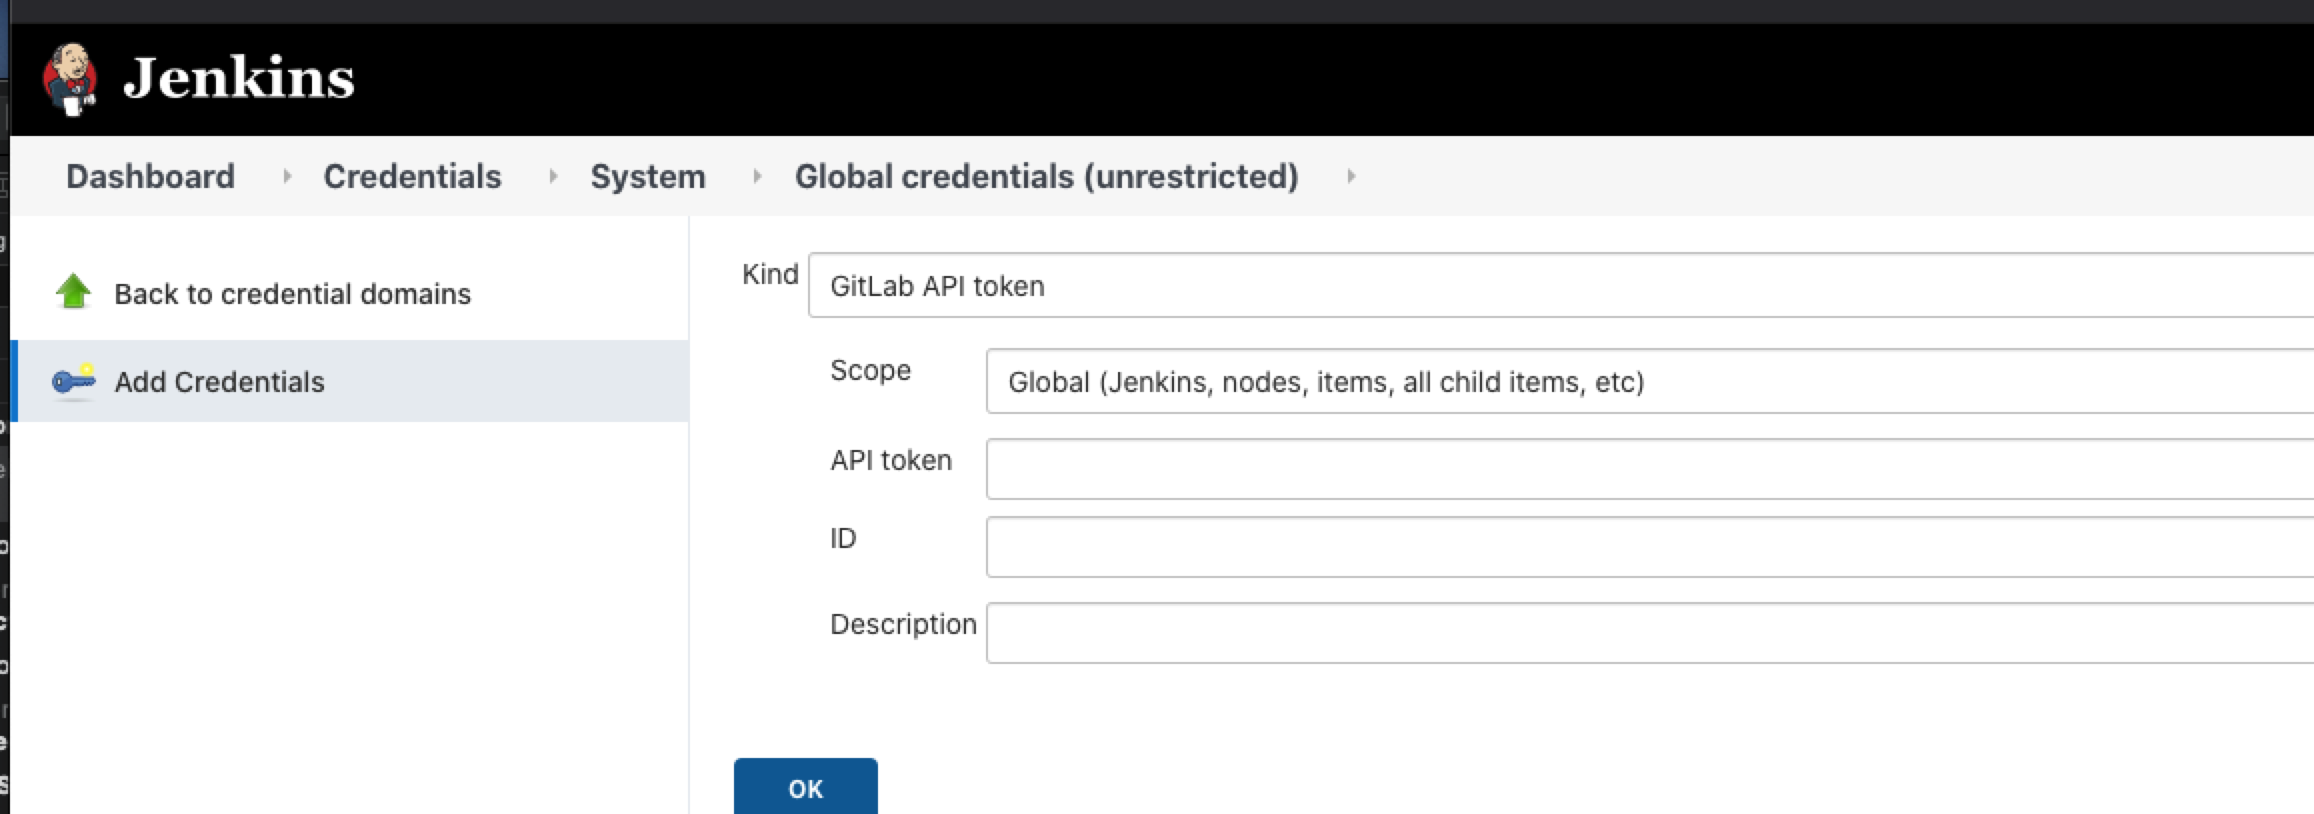 Jenkins
Dashboard Credentials System Global credentials (unrestricted)
Back to credential domains
Add Credentials
Kind GitLab API token
Scope Global (Jenkins, nodes, items, all child items, etc)
API token
ID
Description
OK